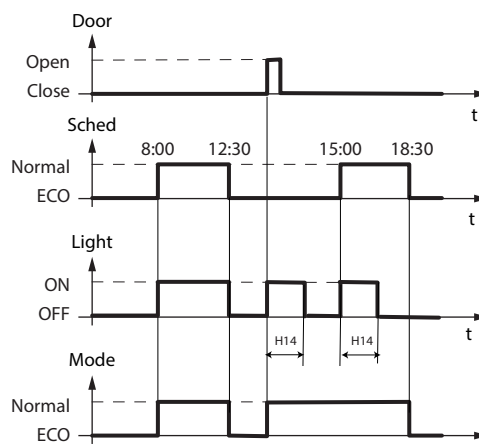 Door
Open
Close
t
Sched
8:00 12:30 15:00 18:30
Normal
ECO
t
Light
ON
OFF
t
H14 H14
Mode
Normal
ECO
t